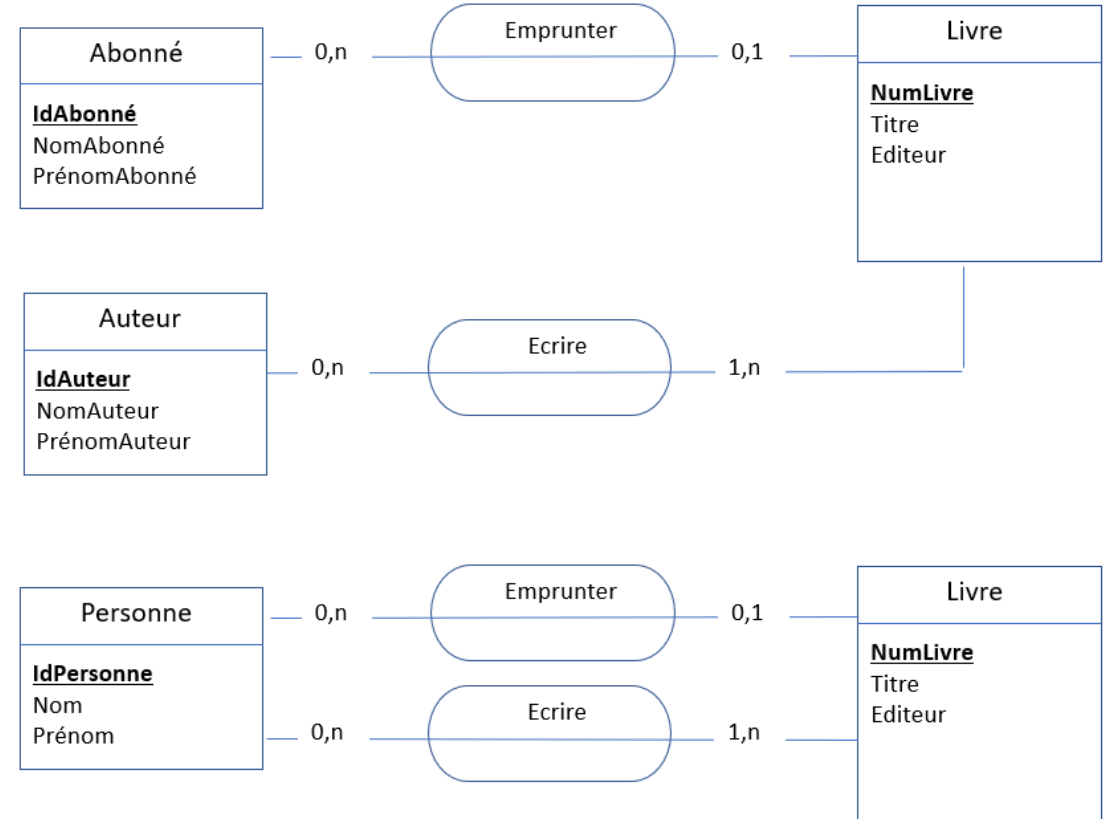 Abonné
IdAbonné
NomAbonné
PrénomAbonné
0,n
Emprunter
0,1
Livre
NumLivre
Titre
Editeur
Auteur
IdAuteur
NomAuteur
PrénomAuteur
0,n
Ecrire
1,n
Personne
IdPersonne
Nom
Prénom
0,n
Emprunter
0,1
0,n
Ecrire
1,n
Livre
NumLivre
Titre
Editeur